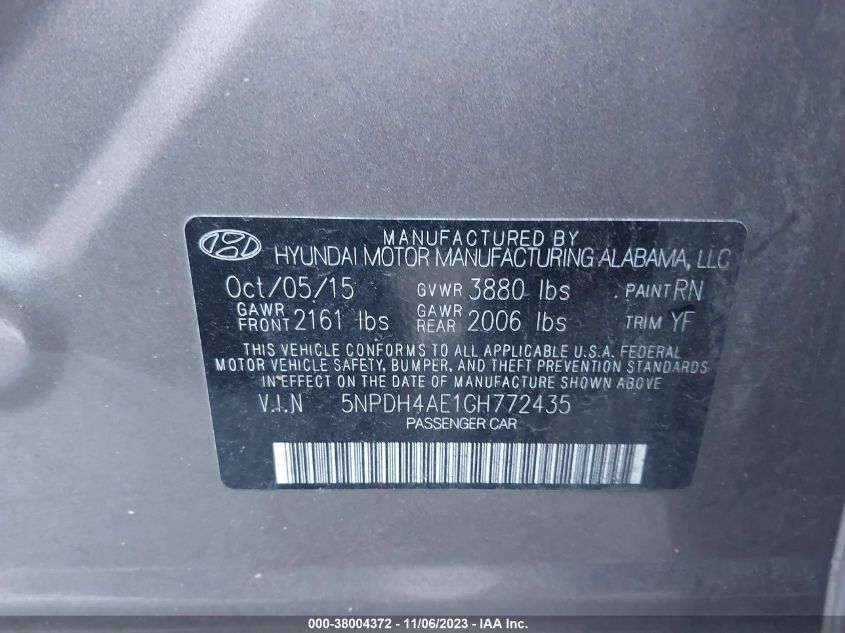 MANUFACTURED BY
HYUNDAI MOTOR MANUFACTURING ALABAMA, LLC
Oct/05/15 GVWR 3880 lbs PAINT RN
GAWR FRONT 2161 lbs GAWR REAR 2006 lbs TRIM YF
THIS VEHICLE CONFORMS TO ALL APPLICABLE U.S.A. FEDERAL
MOTOR VEHICLE SAFETY, BUMPER, AND THEFT PREVENTION STANDARDS
IN EFFECT ON THE DATE OF MANUFACTURE SHOWN ABOVE.
V.I.N 5NPDH4AE1GH772435
PASSENGER CAR
000-38004372 - 11/06/2023 - IAA Inc.